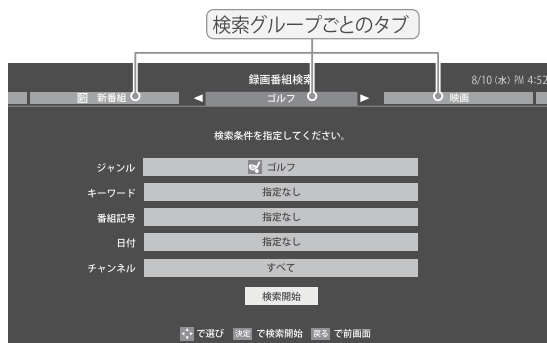 検索グループごとのタブ
録画番組検索 8/10(水) PM 4:52
新番組 ◀ ゴルフ ▶ 映画
検索条件を指定してください。
ジャンル ゴルフ
キーワード 指定なし
番組記号 指定なし
日付 指定なし
チャンネル すべて
検索開始
で選び 決定 で検索開始 戻る で前画面